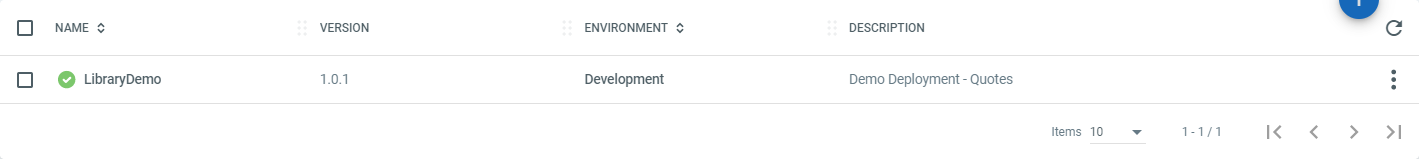 NAME VERSION ENVIRONMENT DESCRIPTION
LibraryDemo 1.0.1 Development Demo Deployment - Quotes
Items 10 1 - 1 / 1